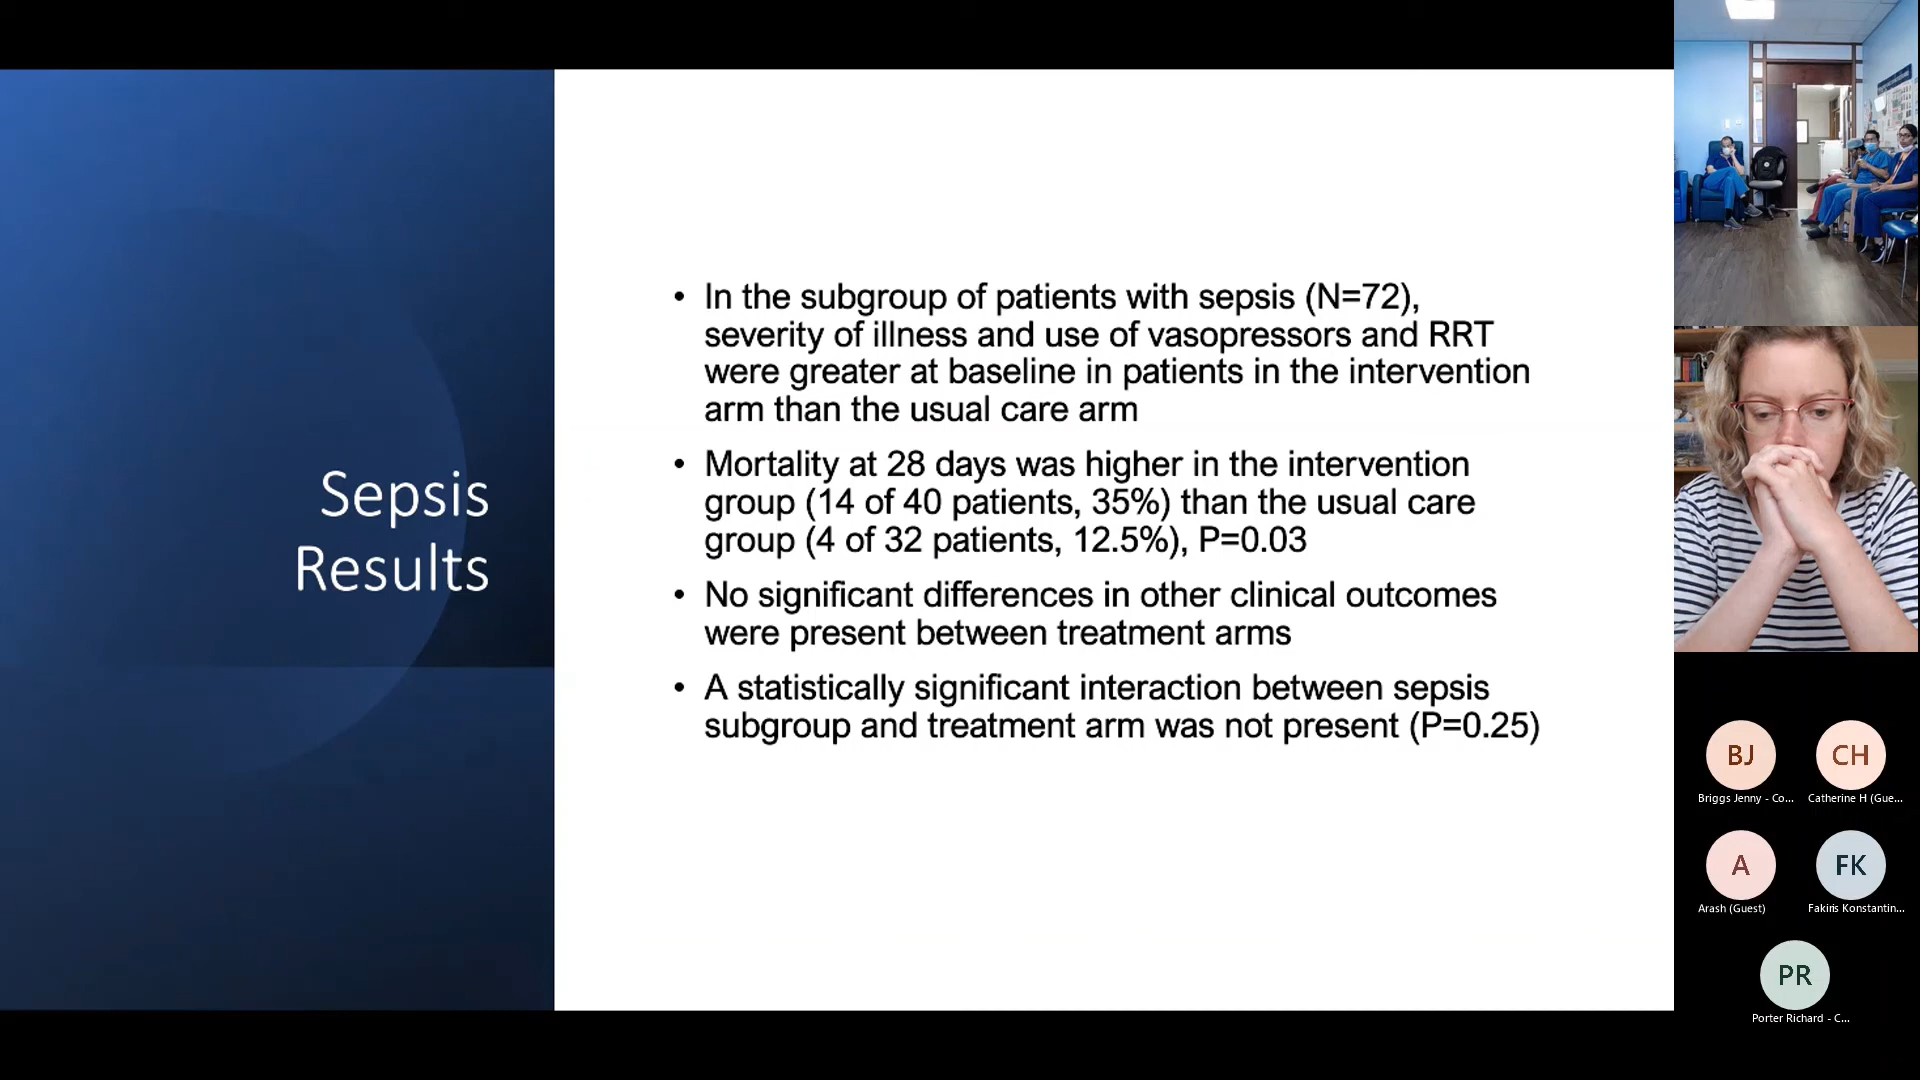 Sepsis
Results
• In the subgroup of patients with sepsis (N=72),
severity of illness and use of vasopressors and RRT
were greater at baseline in patients in the intervention
arm than the usual care arm
• Mortality at 28 days was higher in the intervention
group (14 of 40 patients, 35%) than the usual care
group (4 of 32 patients, 12.5%), P=0.03
• No significant differences in other clinical outcomes
were present between treatment arms
• A statistically significant interaction between sepsis
subgroup and treatment arm was not present (P=0.25)
BJ
Briggs Jenny - Co...
CH
Catherine H (Gue...
A
Arash (Guest)
FK
Fakiris Konstantin...
PR
Porter Richard - C...